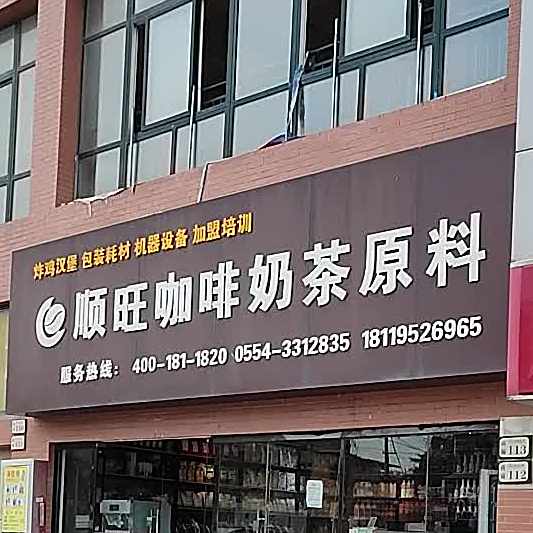 炸鸡汉堡 包装耗材 机器设备 加盟培训
顺旺咖啡奶茶原料
服务热线: 400-181-1820 0554-3312835 18119526965
113
112